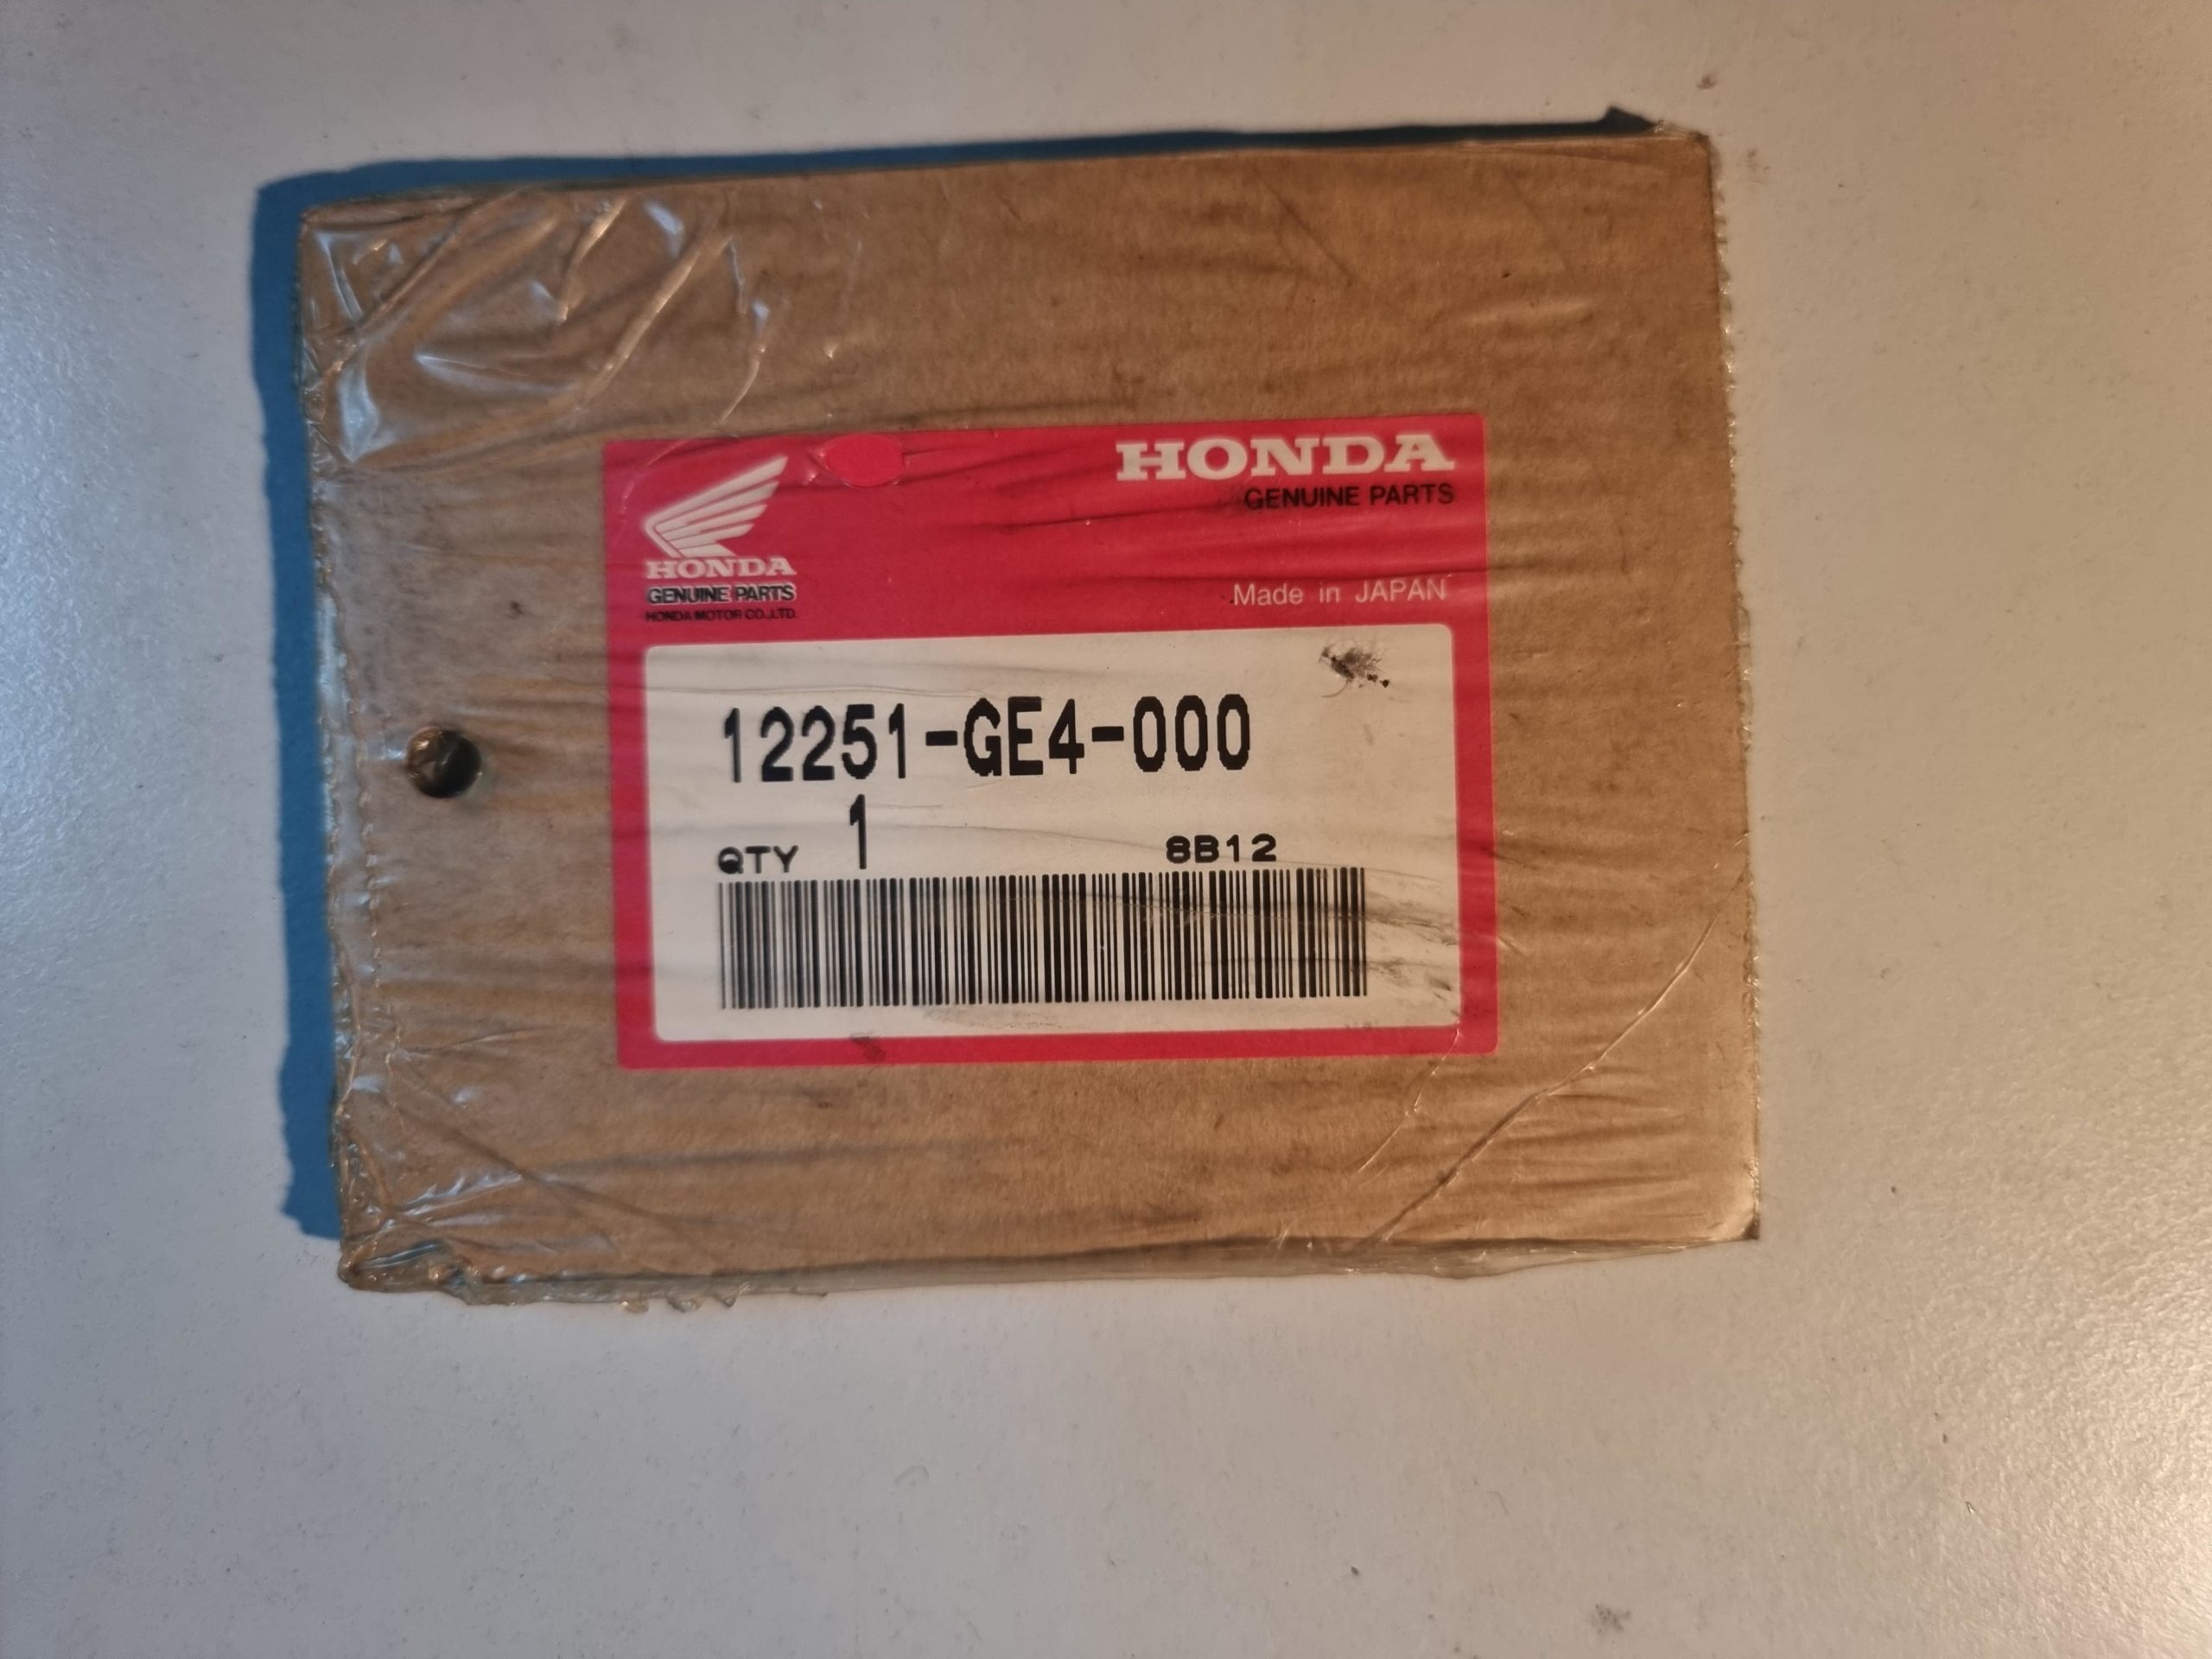 HONDA
GENUINE PARTS
HONDA
GENUINE PARTS
HONDA MOTOR CO.,LTD.
Made in JAPAN
12251-GE4-000
QTY 1 8B12